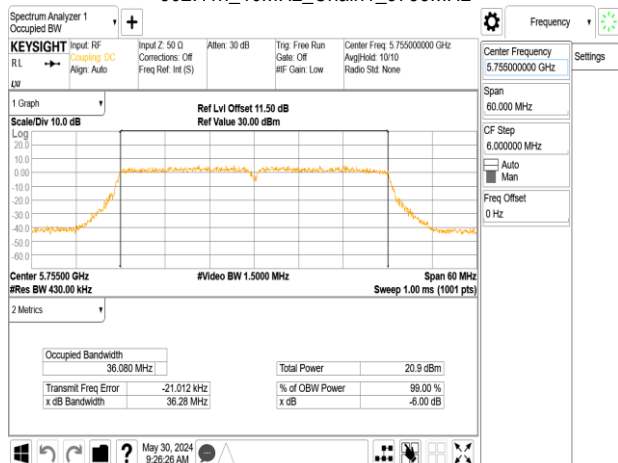 Spectrum Analyzer 1
Occupied BW
KEYSIGHT
RL
LXI
Input: RF
Coupling: DC
Align: Auto
Input Z: 50 Ω
Corrections: Off
Freq Ref: Int (S)
Atten: 30 dB
Trig: Free Run
Gate: Off
#IF Gain: Low
Center Freq: 5.755000000 GHz
Avg|Hold: 10/10
Radio Std: None
1 Graph
Scale/Div 10.0 dB
Ref Lvl Offset 11.50 dB
Ref Value 30.00 dBm
Log
20.0
10.0
0.00
-10.0
-20.0
-30.0
-40.0
-50.0
-60.0
Center 5.75500 GHz
#Res BW 430.00 kHz
#Video BW 1.5000 MHz
Span 60 MHz
Sweep 1.00 ms (1001 pts)
2 Metrics
Occupied Bandwidth
36.080 MHz
Transmit Freq Error -21.012 kHz
x dB Bandwidth 36.28 MHz
Total Power 20.9 dBm
% of OBW Power 99.00 %
x dB -6.00 dB
May 30, 2024
9:26:26 AM
Frequency
Settings
Center Frequency
5.755000000 GHz
Span
60.000 MHz
CF Step
6.000000 MHz
Auto
Man
Freq Offset
0 Hz